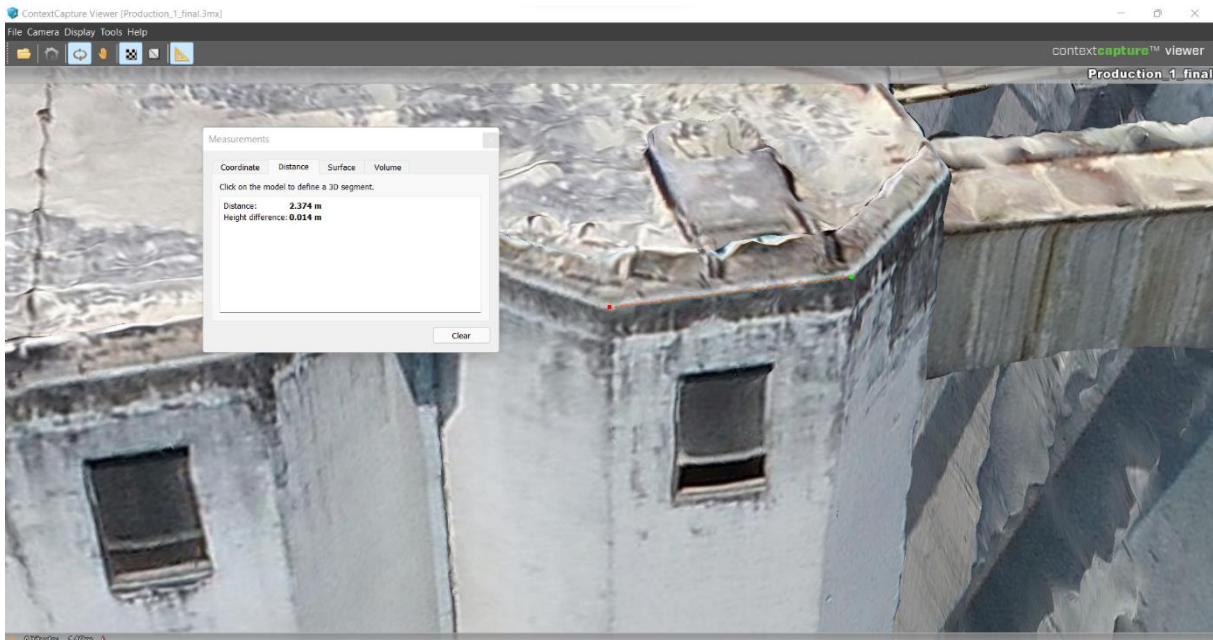 ContextCapture Viewer [Production_1_final.3mx]
File Camera Display Tools Help
contextcapture™ viewer
Production_1_final
Measurements
Coordinate Distance Surface Volume
Click on the model to define a 3D segment.
Distance: 2.374 m
Height difference: 0.014 m
Clear